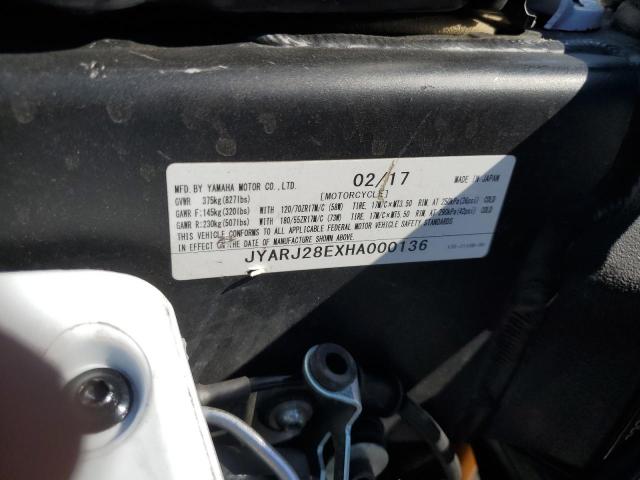 MFD. BY YAMAHA MOTOR CO., LTD. 02/17 MADE IN JAPAN
GVWR 375kg(827lbs) [MOTORCYCLE]
GAWR F:145kg(320lbs) WITH 120/70ZR17M/C (58W) TIRE, 17M/C×MT3.50 RIM, AT 250kPa(36psi) COLD
GAWR R:230kg(507lbs) WITH 180/55ZR17M/C (73W) TIRE, 17M/C×MT5.50 RIM, AT 290kPa(42psi) COLD
THIS VEHICLE CONFORMS TO ALL APPLICABLE FEDERAL MOTOR VEHICLE SAFETY STANDARDS
IN EFFECT ON THE DATE OF MANUFACTURE SHOWN ABOVE.
JYARJ28EXHA000136